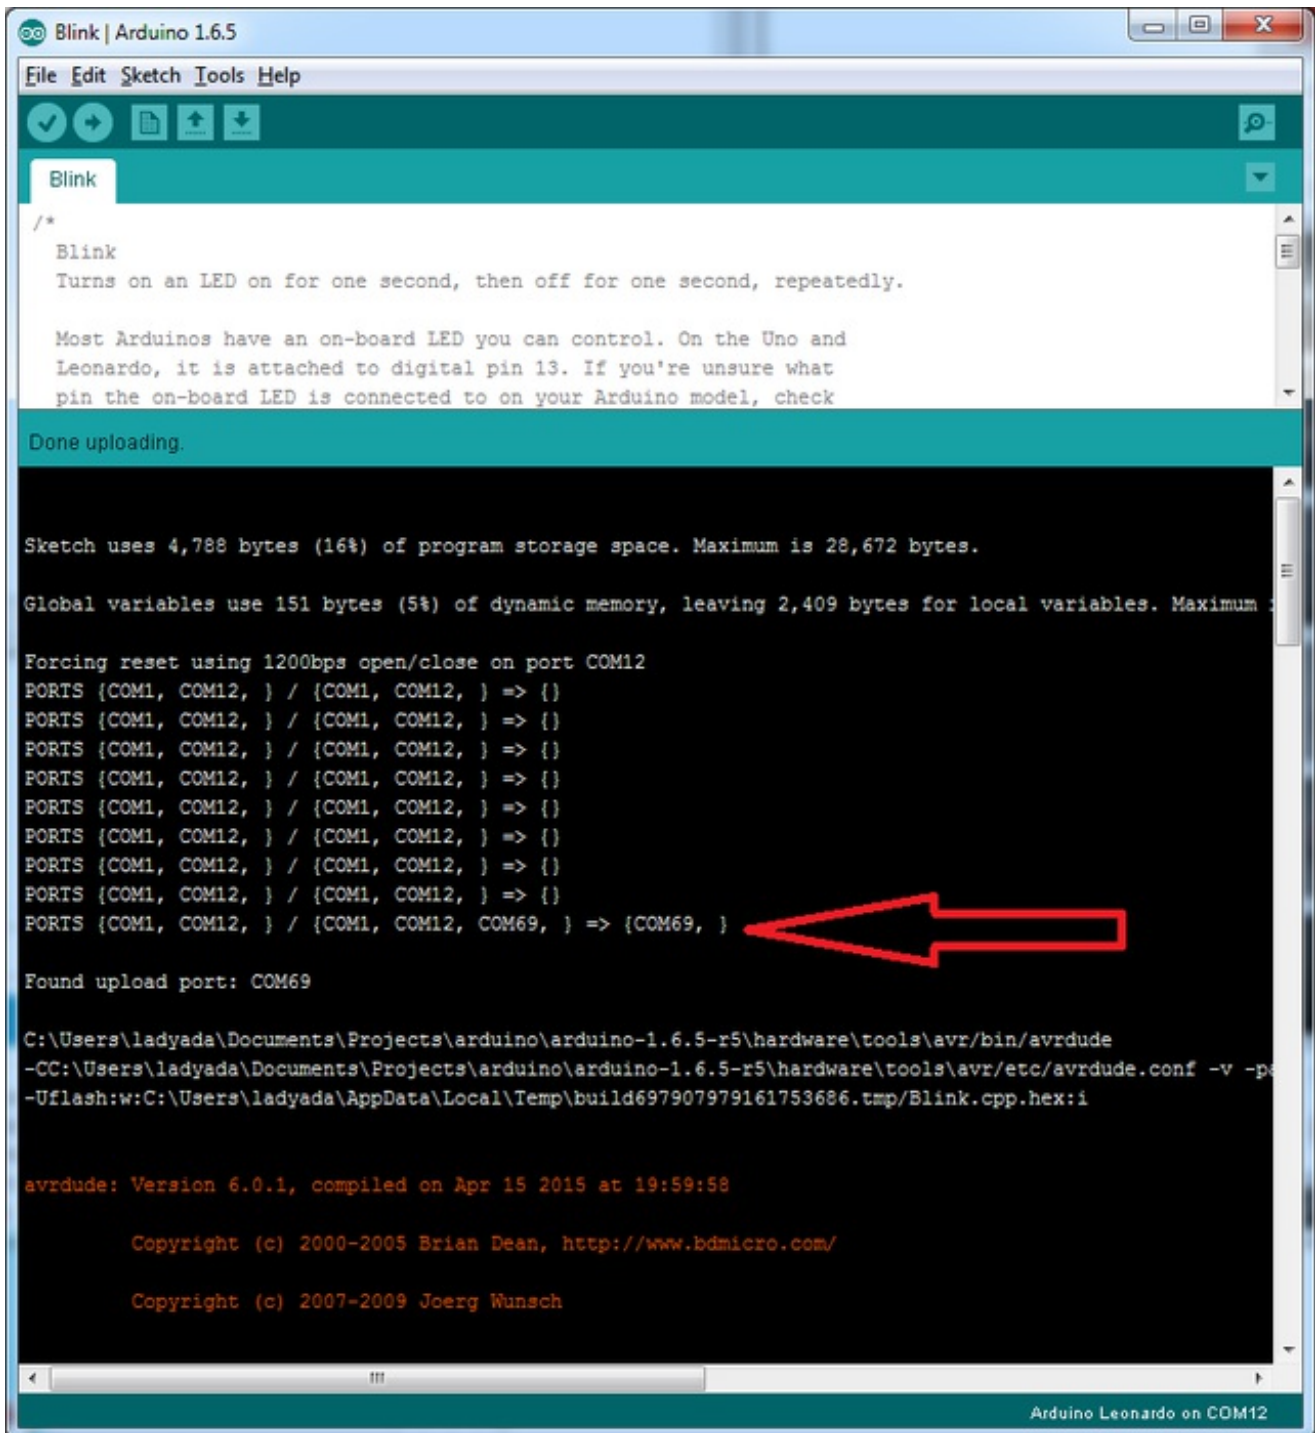 Blink | Arduino 1.6.5
File Edit Sketch Tools Help
Blink
/*
Blink
Turns on an LED on for one second, then off for one second, repeatedly.
Most Arduinos have an on-board LED you can control. On the Uno and
Leonardo, it is attached to digital pin 13. If you're unsure what
pin the on-board LED is connected to on your Arduino model, check
Done uploading.
Sketch uses 4,788 bytes (16%) of program storage space. Maximum is 28,672 bytes.
Global variables use 151 bytes (5%) of dynamic memory, leaving 2,409 bytes for local variables. Maximum
Forcing reset using 1200bps open/close on port COM12
PORTS {COM1, COM12, } / {COM1, COM12, } => {}
PORTS {COM1, COM12, } / {COM1, COM12, } => {}
PORTS {COM1, COM12, } / {COM1, COM12, } => {}
PORTS {COM1, COM12, } / {COM1, COM12, } => {}
PORTS {COM1, COM12, } / {COM1, COM12, } => {}
PORTS {COM1, COM12, } / {COM1, COM12, } => {}
PORTS {COM1, COM12, } / {COM1, COM12, } => {}
PORTS {COM1, COM12, } / {COM1, COM12, } => {}
PORTS {COM1, COM12, } / {COM1, COM12, COM69, } => {COM69, }
Found upload port: COM69
C:\Users\ladyada\Documents\Projects\arduino\arduino-1.6.5-r5\hardware\tools\avr/bin/avrdude
-CC:\Users\ladyada\Documents\Projects\arduino\arduino-1.6.5-r5\hardware\tools\avr/etc/avrdude.conf -v
-Uflash:w:C:\Users\ladyada\AppData\Local\Temp\build697907979161753686.tmp/Blink.cpp.hex:i
avrdude: Version 6.0.1, compiled on Apr 15 2015 at 19:59:58
Copyright (c) 2000-2005 Brian Dean, http://www.bdmicro.com/
Copyright (c) 2007-2009 Joerg Wunsch
Arduino Leonardo on COM12